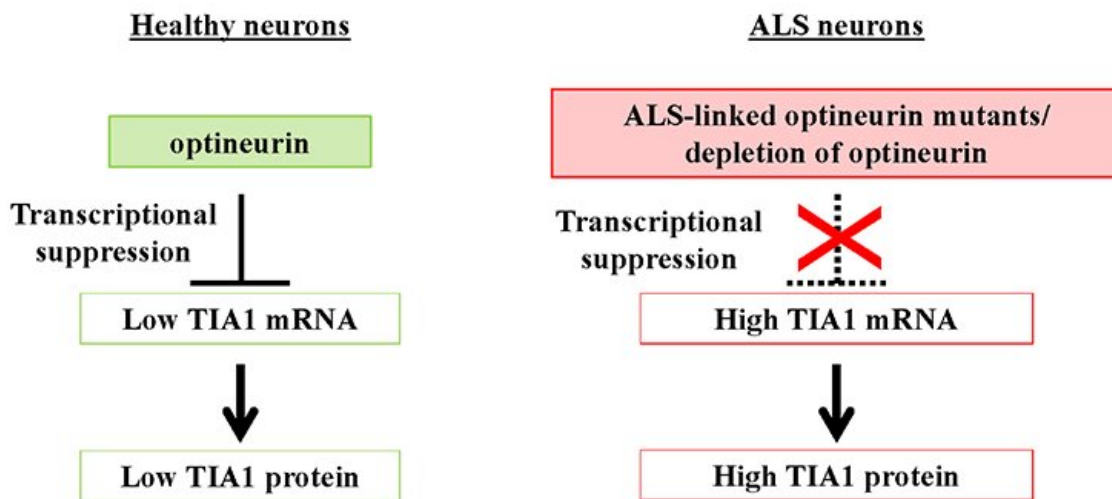 Healthy neurons
optineurin
Transcriptional
suppression
Low TIA1 mRNA
Low TIA1 protein
ALS neurons
ALS-linked optineurin mutants/
depletion of optineurin
Transcriptional
suppression
High TIA1 mRNA
High TIA1 protein